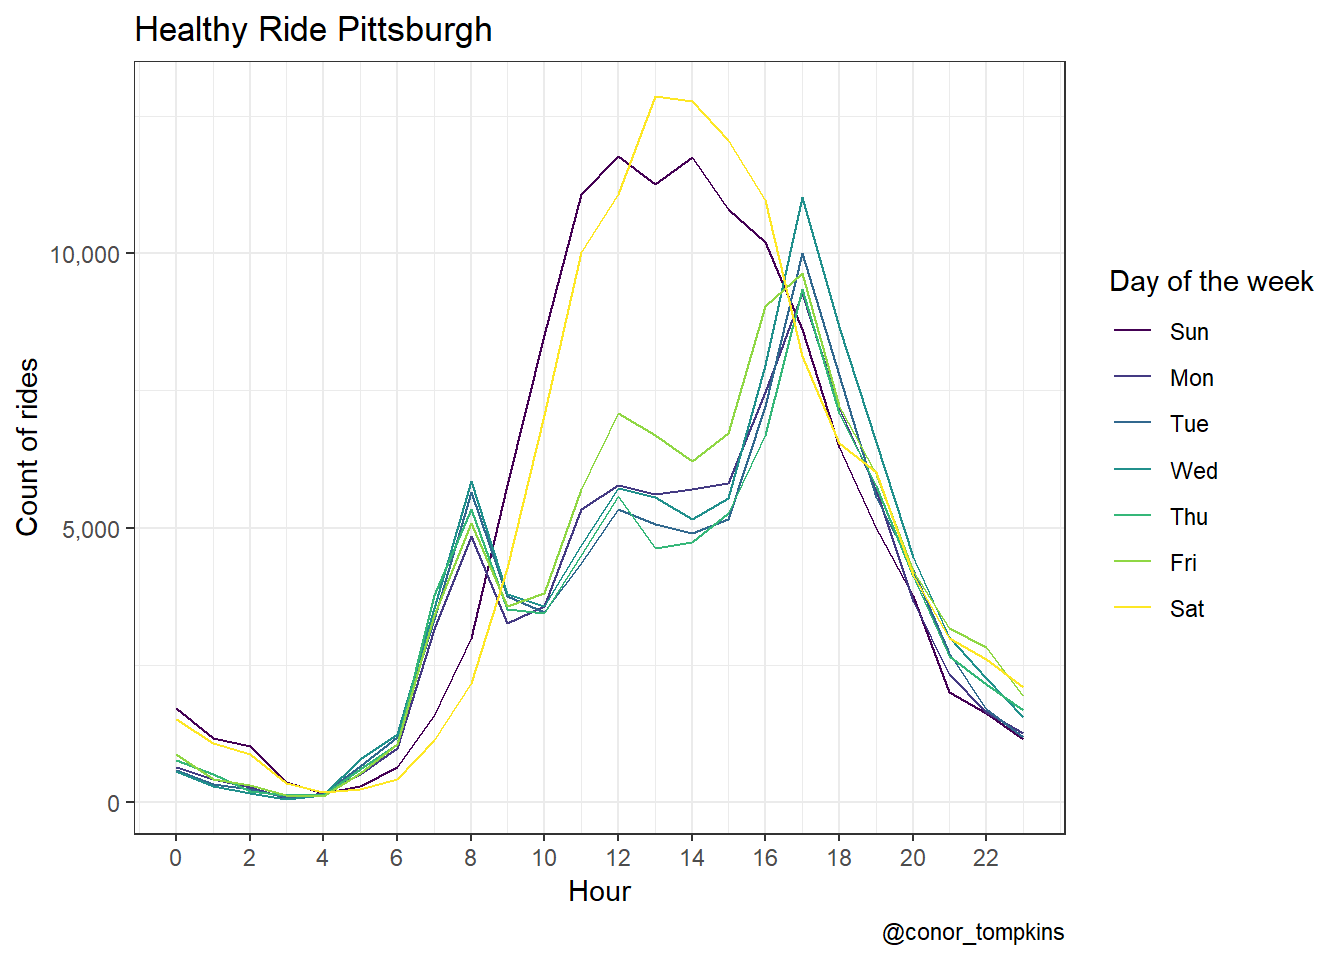 Healthy Ride Pittsburgh
Count of rides
10,000
5,000
0
0 2 4 6 8 10 12 14 16 18 20 22
Hour
Day of the week
Sun
Mon
Tue
Wed
Thu
Fri
Sat
@conor_tompkins